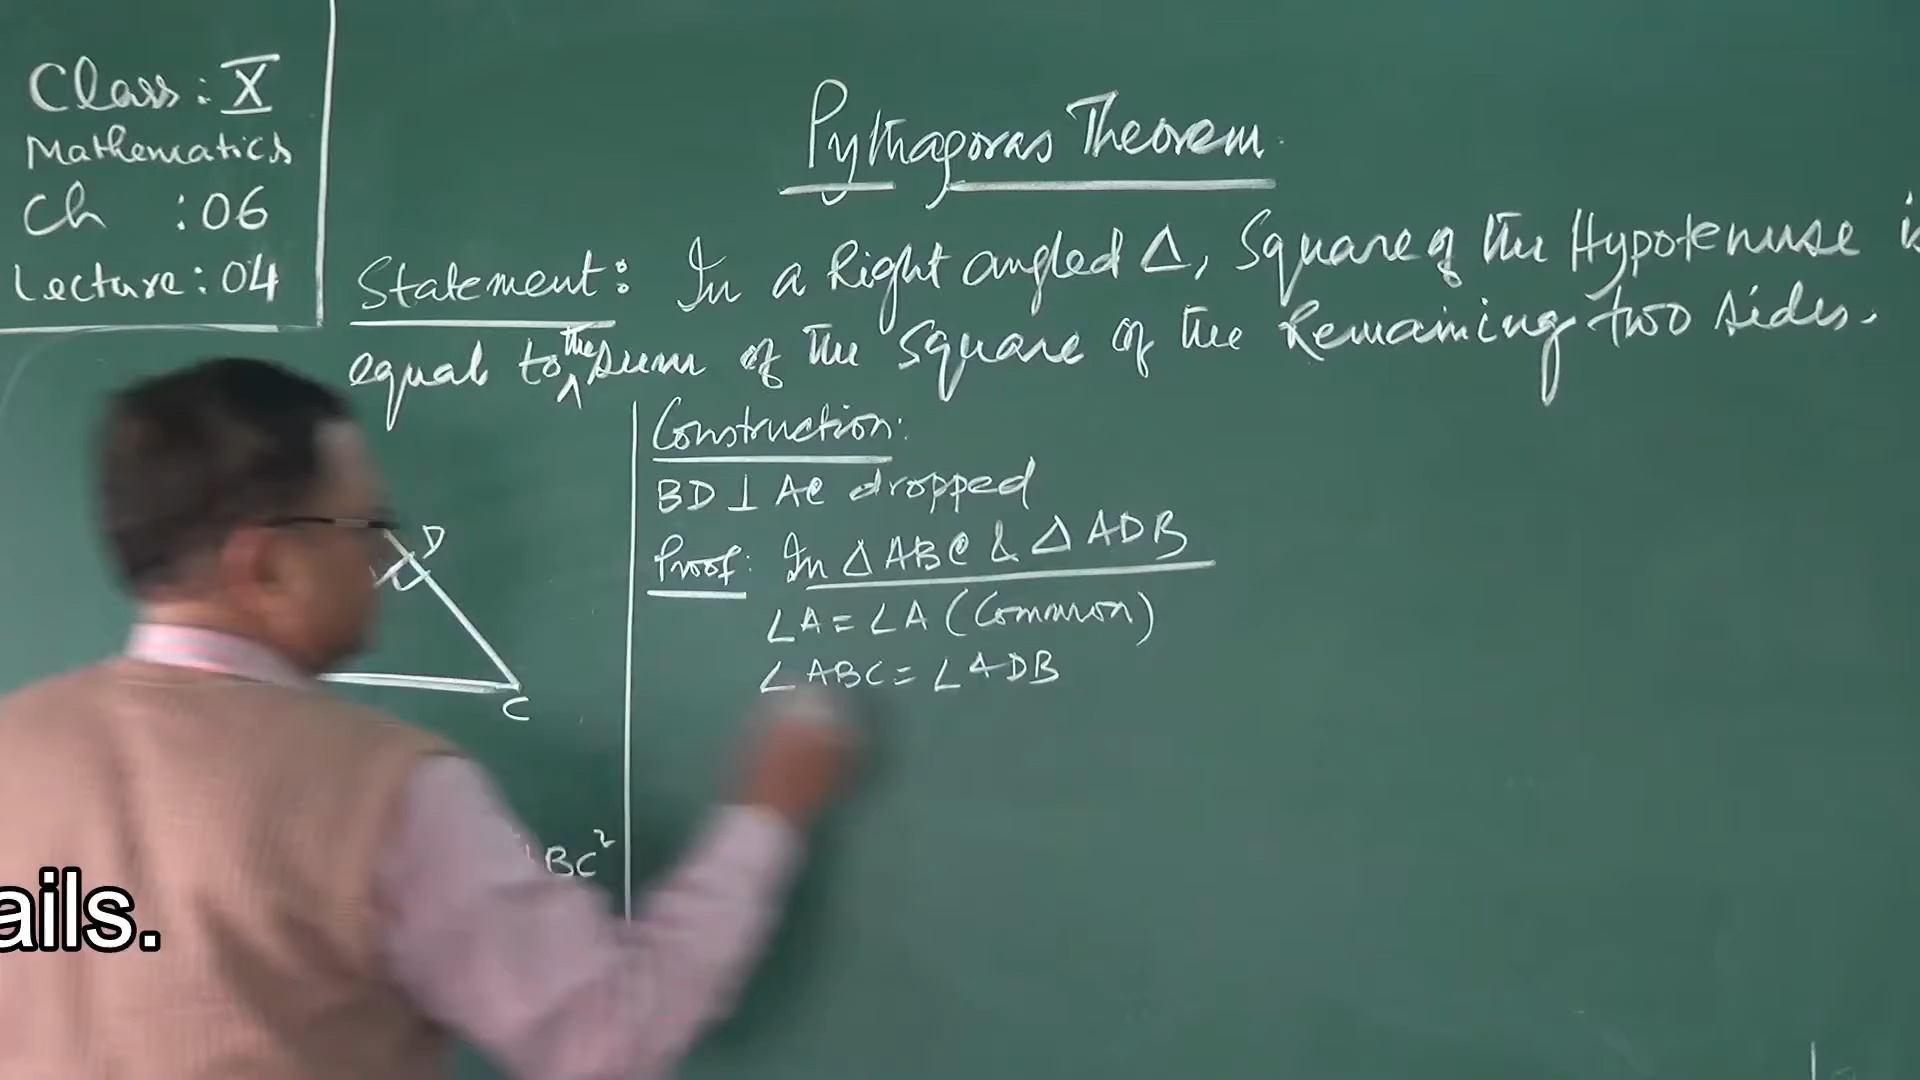 Class: X
Mathematics
Ch : 06
Lecture: 04
Pythagoras Theorem.
Statement: In a Right angled Δ, Square of the Hypotenuse is
equal to the sum of the Square of the Remaining two sides.
D
C
BC²
Construction:
BD ⊥ AC dropped
Proof: In Δ ABC & Δ ADB
∠A = ∠A (Common)
∠ABC = ∠ADB
ails.